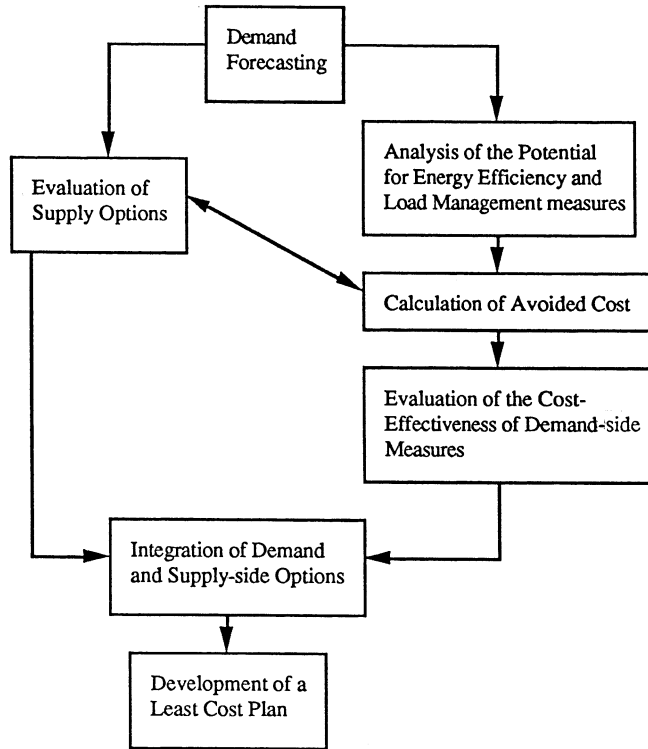 Demand
Forecasting
Analysis of the Potential
for Energy Efficiency and
Load Management measures
Evaluation of
Supply Options
Calculation of Avoided Cost
Evaluation of the Cost-
Effectiveness of Demand-side
Measures
Integration of Demand
and Supply-side Options
Development of a
Least Cost Plan